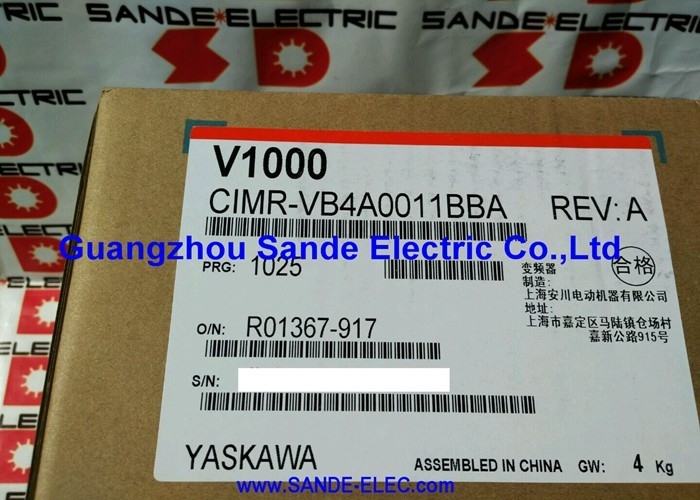 SANDE ELECTRIC
SANDE-ELECTRIC
SD
SD
ECTRIC
ELECTRIC
V1000
CIMR-VB4A0011BBA
REV: A
Guangzhou Sande Electric Co.,Ltd
PRG: 1025
变频器
合格
制造:
上海安川电动机器有限公司
地址:
上海市嘉定区马陆镇仓场村
嘉新公路915号
O/N: R01367-917
S/N:
YASKAWA
ASSEMBLED IN CHINA GW: 4 Kg
www.SANDE-ELEC.com